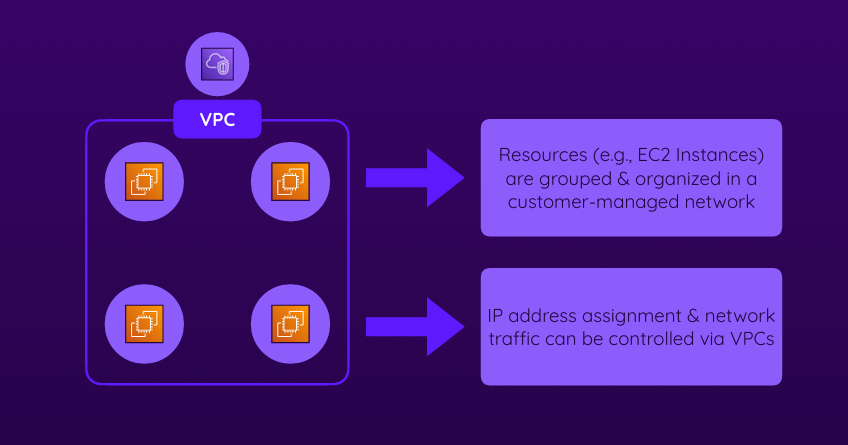 VPC
Resources (e.g., EC2 Instances)
are grouped & organized in a
customer-managed network
IP address assignment & network
traffic can be controlled via VPCs